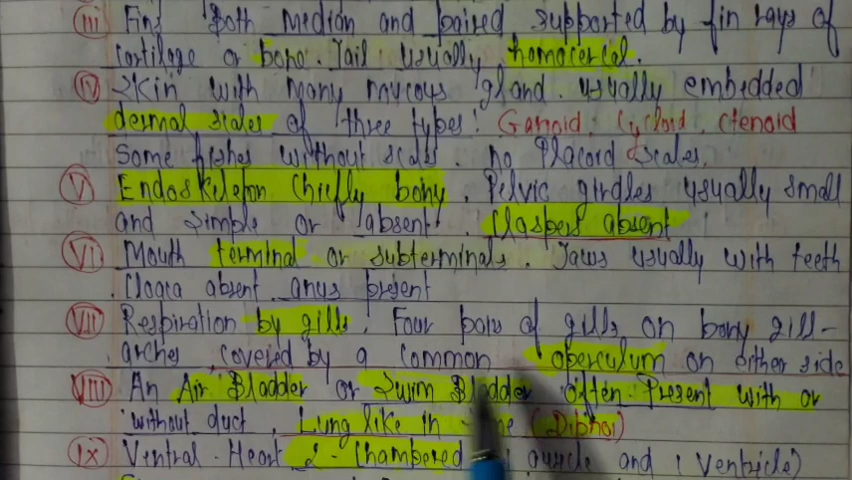 (iii) Fins Both median and paired supported by fin rays of
cartilage or bone. Tail usually homocercal.
(iv) Skin with many mucous gland. usually embedded
dermal scales of three types! Ganoid, Cycloid, Ctenoid
Some fishes without scales. no Placoid scales.
(v) Endoskeleton Chiefly bony. Pelvic girdles usually small
and simple or absent. Claspers absent
(vi) Mouth terminal or subterminals. Jaws usually with teeth
Cloaca absent. anus present
(vii) Respiration by gills. Four pairs of gills on bony gill-
arches covered by a common operculum on either side
(viii) An Air Bladder or Swim Bladder often Present with or
without duct. Lung like in (Dipnoi)
(ix) Ventral Heart 2-Chambered auricle and 1 Ventricle)